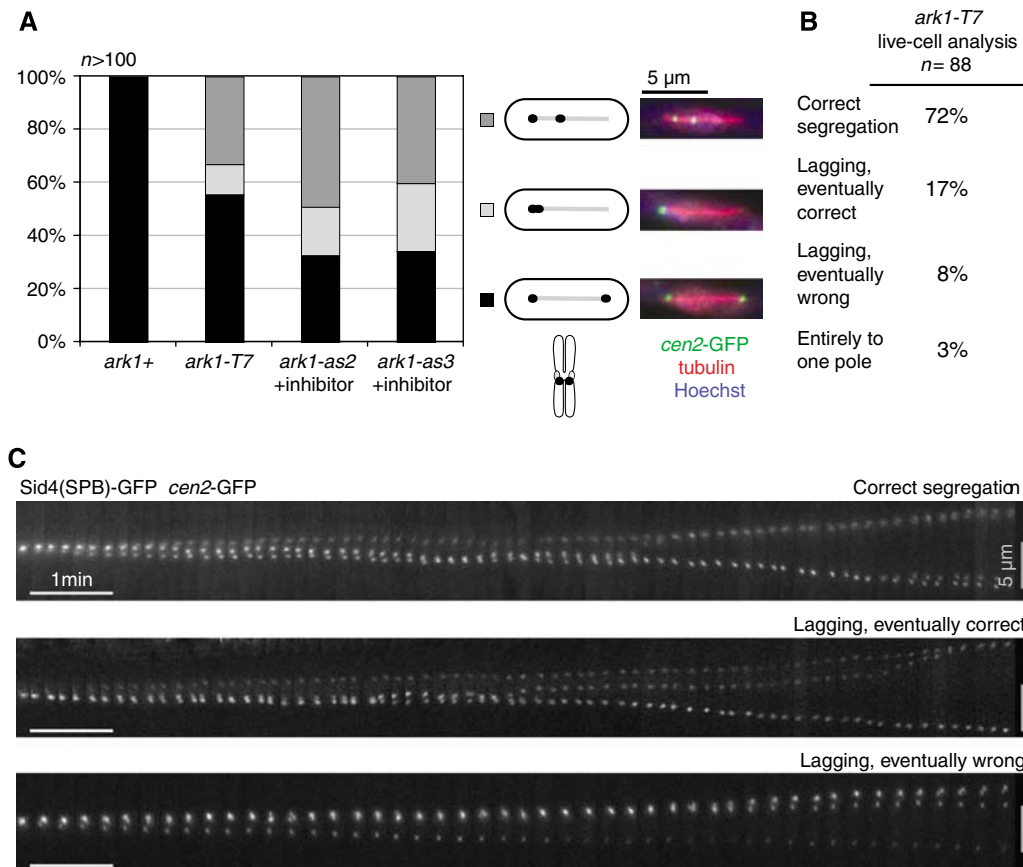 A
n>100
100%
80%
60%
40%
20%
0%
ark1+
ark1-T7
ark1-as2
+inhibitor
ark1-as3
+inhibitor
5 µm
cen2-GFP
tubulin
Hoechst
B
ark1-T7
live-cell analysis
n= 88
Correct
segregation
72%
Lagging,
eventually
correct
17%
Lagging,
eventually
wrong
8%
Entirely to
one pole
3%
C
Sid4(SPB)-GFP cen2-GFP
Correct segregation
1min
5 µm
Lagging, eventually correct
Lagging, eventually wrong